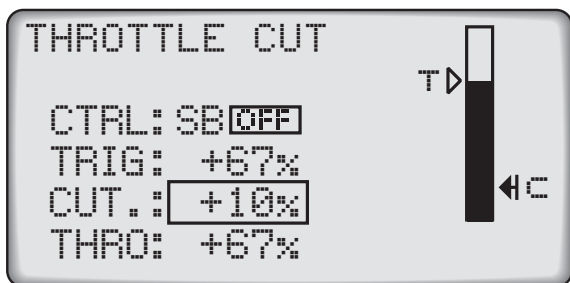 THROTTLE CUT
T
CTRL: SB OFF
TRIG: +67%
CUT.: +10%
C
THRO: +67%